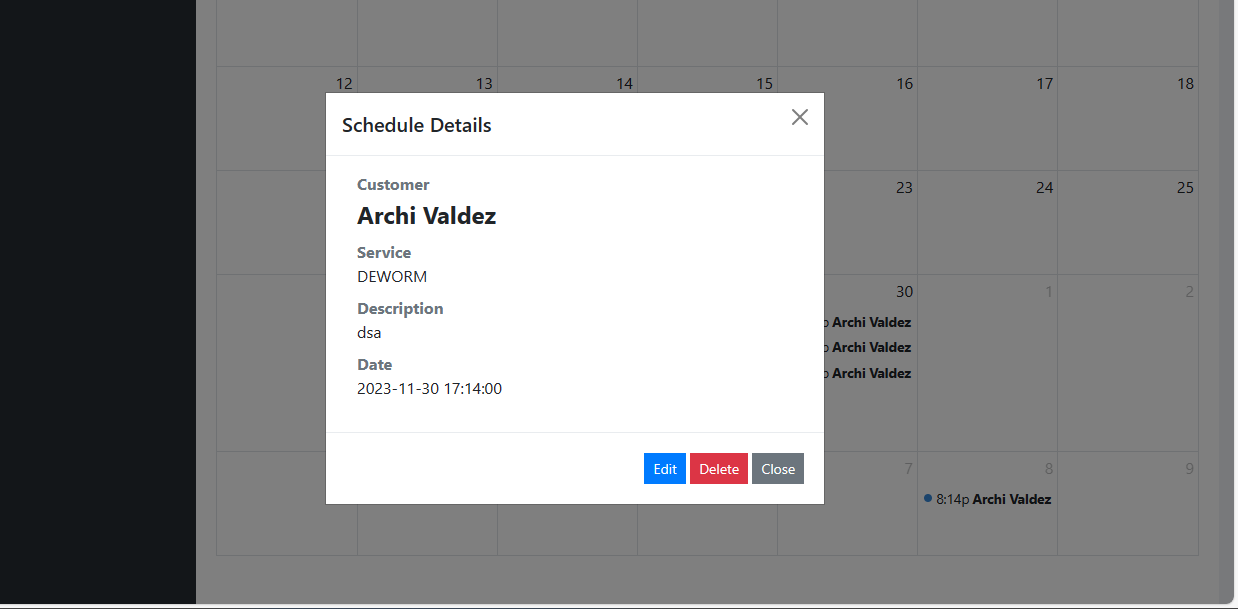 12 13 14 15 16 17 18
Schedule Details
Customer
Archi Valdez
Service
DEWORM
Description
dsa
Date
2023-11-30 17:14:00
Edit Delete Close
23 24 25
30 1 2
Archi Valdez
Archi Valdez
Archi Valdez
7 8 9
8:14p Archi Valdez